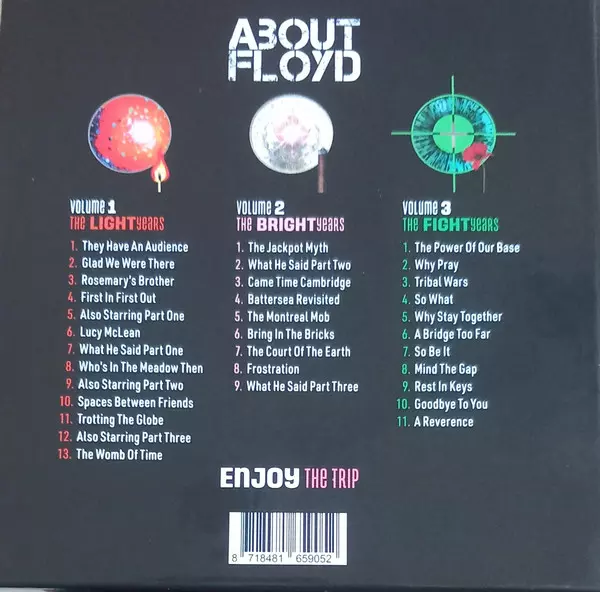 ABOUT
FLOYD
VOLUME 1
THE LIGHTYEARS
1. They Have An Audience
2. Glad We Were There
3. Rosemary's Brother
4. First In First Out
5. Also Starring Part One
6. Lucy McLean
7. What He Said Part One
8. Who's In The Meadow Then
9. Also Starring Part Two
10. Spaces Between Friends
11. Trotting The Globe
12. Also Starring Part Three
13. The Womb Of Time
VOLUME 2
THE BRIGHTYEARS
1. The Jackpot Myth
2. What He Said Part Two
3. Came Time Cambridge
4. Battersea Revisited
5. The Montreal Mob
6. Bring In The Bricks
7. The Court Of The Earth
8. Frostration
9. What He Said Part Three
VOLUME 3
THE FIGHTYEARS
1. The Power Of Our Base
2. Why Pray
3. Tribal Wars
4. So What
5. Why Stay Together
6. A Bridge Too Far
7. So Be It
8. Mind The Gap
9. Rest In Keys
10. Goodbye To You
11. A Reverence
ENJOY THE TRIP
8 718481 659052